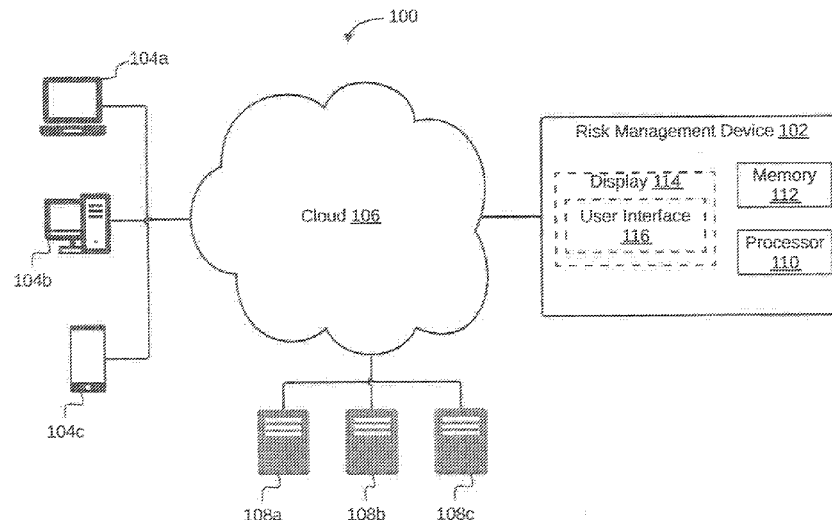 100
104a
Risk Management Device 102
Display 114
Memory
112
User Interface
116
Cloud 106
Processor
110
104b
104c
108a
108b
108c